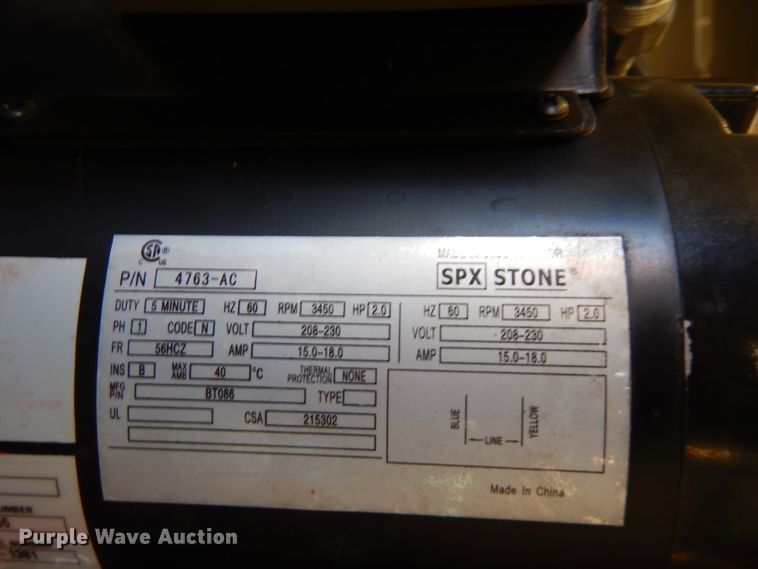 CSA ®
C US
P/N 4763-AC
SPX STONE®
DUTY 5 MINUTE HZ 60 RPM 3450 HP 2.0
HZ 60 RPM 3450 HP 2.0
PH 1 CODE N VOLT 208-230
VOLT 208-230
FR 56HCZ AMP 15.0-18.0
AMP 15.0-18.0
INS B MAX AMB 40 °C THERMAL PROTECTION NONE
MFG P/N BT086 TYPE
UL CSA 215302
BLUE LINE YELLOW
Made in China
Purple Wave Auction